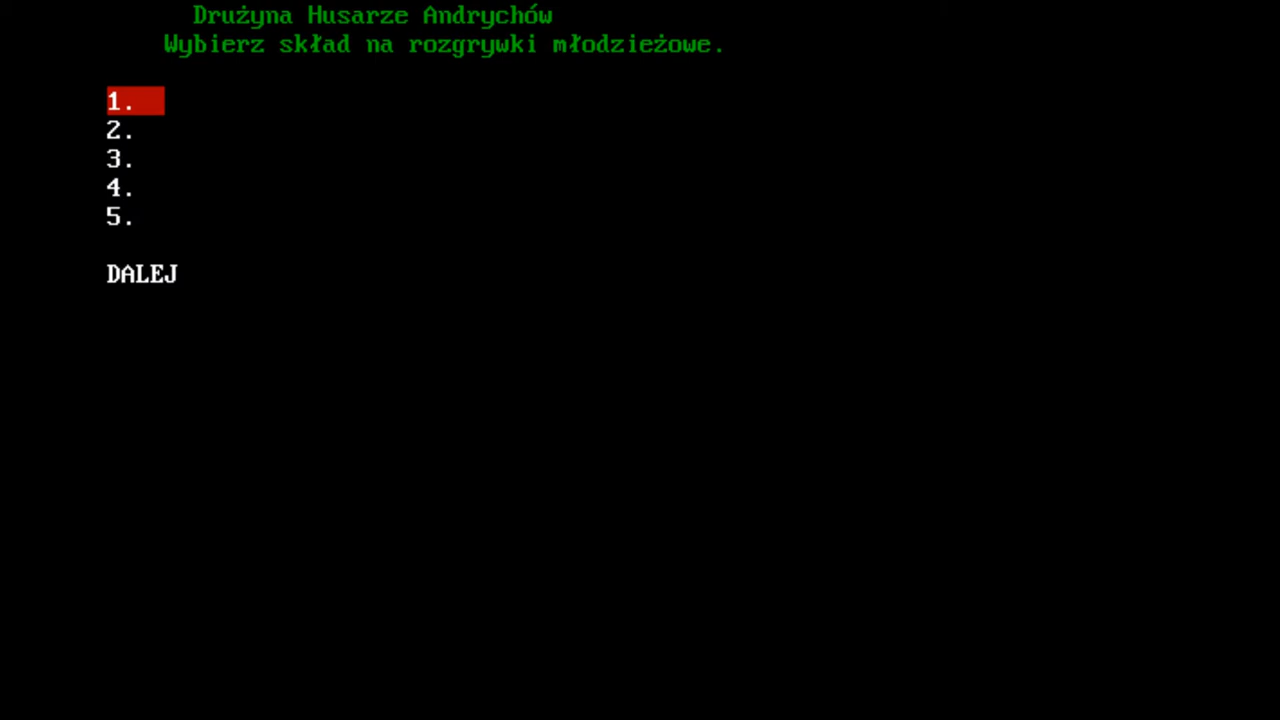 Drużyna Husarze Andrychów
Wybierz skład na rozgrywki młodzieżowe.
1.
2.
3.
4.
5.
DALEJ